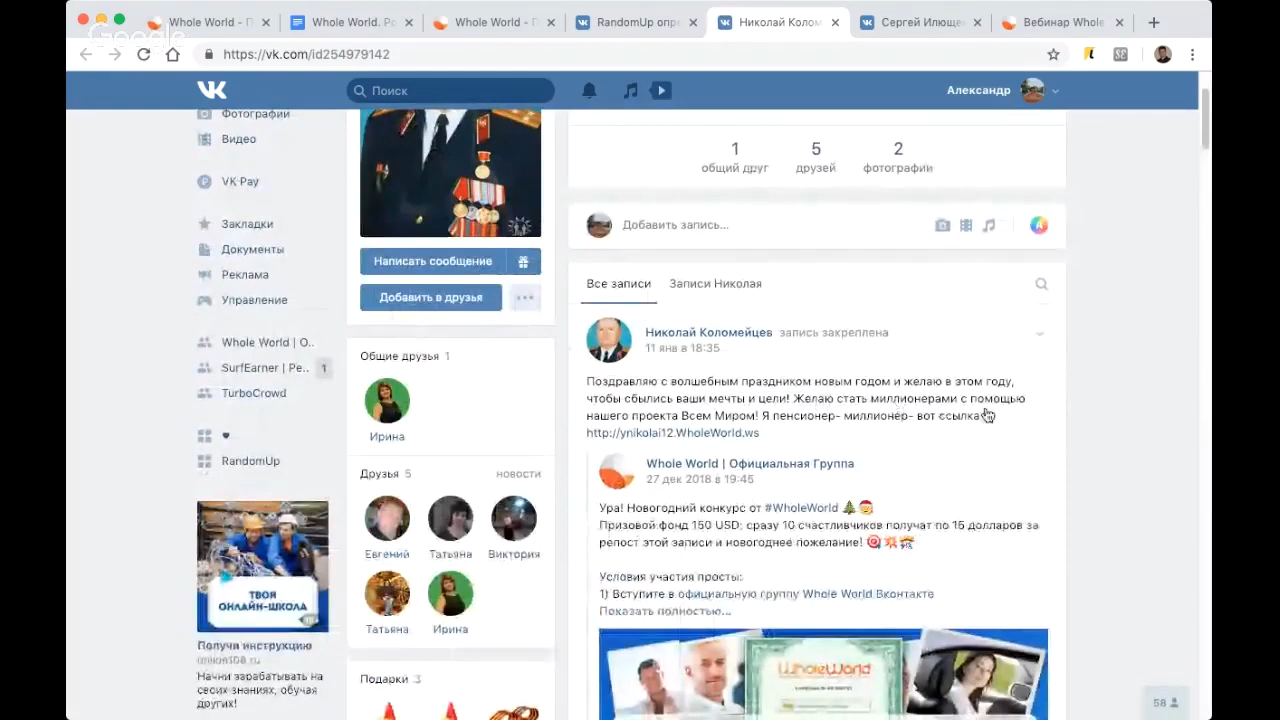 Whole World - П
Whole World. Ро
Whole World - П
RandomUp опре
Николай Колом
Сергей Илющен
Вебинар Whole
Google
https://vk.com/id254979142
Поиск
Александр
Фотографии
Видео
VK Pay
Закладки
Документы
Реклама
Управление
Whole World | О..
SurfEarner | Ре.. 1
TurboCrowd
RandomUp
ТВОЯ
ОНЛАЙН-ШКОЛА
Получи инструкцию
Начни зарабатывать на
своих знаниях, обучая
других!
Написать сообщение
Добавить в друзья
Общие друзья 1
Ирина
Друзья 5 новости
Евгений Татьяна Виктория
Татьяна Ирина
Подарки 3
1 5 2
общий друг друзей фотографии
Добавить запись...
Все записи Записи Николая
Николай Коломейцев запись закреплена
11 янв в 18:35
Поздравляю с волшебным праздником новым годом и желаю в этом году,
чтобы сбылись ваши мечты и цели! Желаю стать миллионерами с помощью
нашего проекта Всем Миром! Я пенсионер- миллионер- вот ссылка
http://ynikolai12.WholeWorld.ws
Whole World | Официальная Группа
27 дек 2018 в 19:45
Ура! Новогодний конкурс от #WholeWorld
Призовой фонд 150 USD: сразу 10 счастливчиков получат по 15 долларов за
репост этой записи и новогоднее пожелание!
Условия участия просты:
1) Вступите в официальную группу Whole World Вконтакте
Показать полностью...
WholeWorld
58